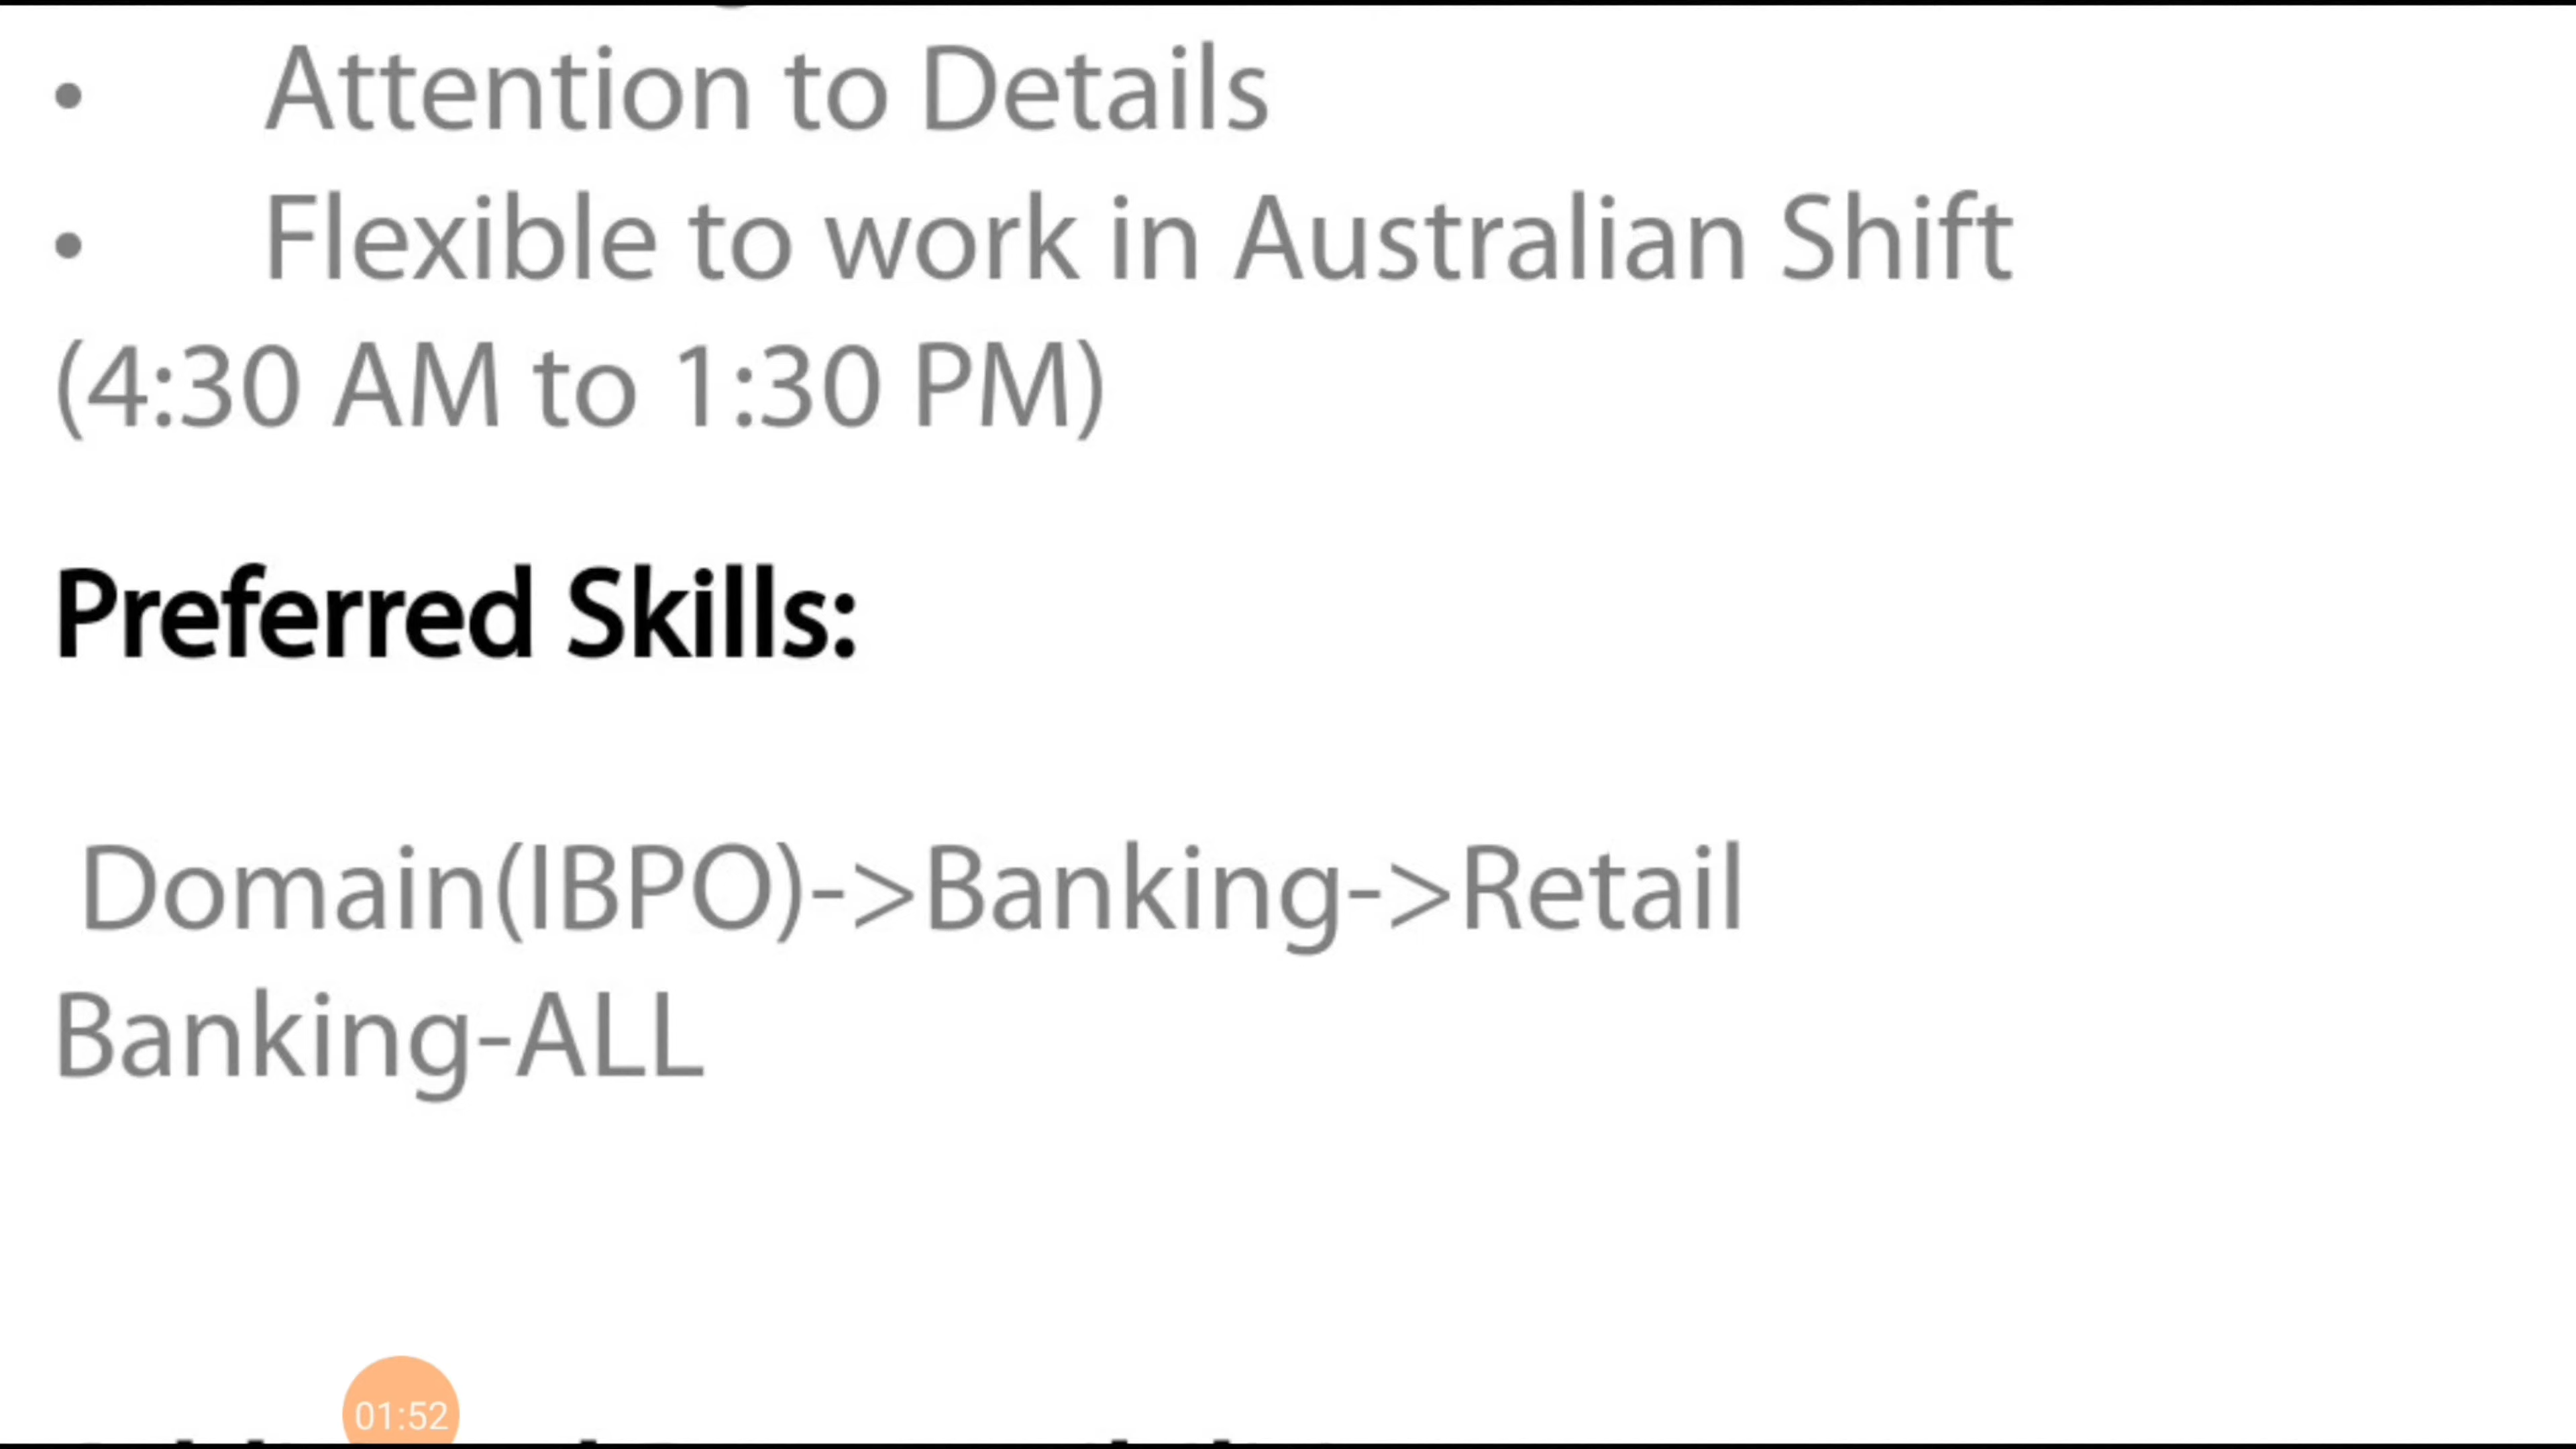 • Attention to Details
• Flexible to work in Australian Shift
(4:30 AM to 1:30 PM)
Preferred Skills:
Domain(IBPO)->Banking->Retail
Banking-ALL
01:52